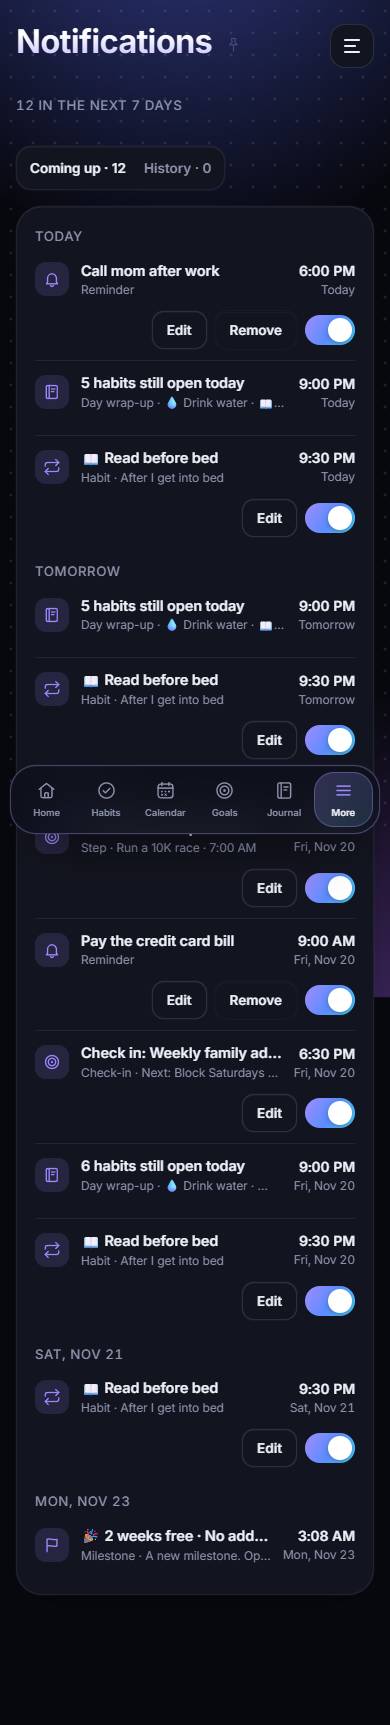 Notifications
12 IN THE NEXT 7 DAYS
Coming up · 12 History · 0
TODAY
Call mom after work 6:00 PM
Reminder Today
Edit Remove
5 habits still open today 9:00 PM
Day wrap-up · 💧 Drink water · 📖... Today
📖 Read before bed 9:30 PM
Habit · After I get into bed Today
Edit
TOMORROW
5 habits still open today 9:00 PM
Day wrap-up · 💧 Drink water · 📖... Tomorrow
📖 Read before bed 9:30 PM
Habit · After I get into bed Tomorrow
Edit
Home Habits Calendar Goals Journal More
Step · Run a 10K race · 7:00 AM Fri, Nov 20
Edit
Pay the credit card bill 9:00 AM
Reminder Fri, Nov 20
Edit Remove
Check in: Weekly family ad... 6:30 PM
Check-in · Next: Block Saturdays ... Fri, Nov 20
Edit
6 habits still open today 9:00 PM
Day wrap-up · 💧 Drink water · ... Fri, Nov 20
📖 Read before bed 9:30 PM
Habit · After I get into bed Fri, Nov 20
Edit
SAT, NOV 21
📖 Read before bed 9:30 PM
Habit · After I get into bed Sat, Nov 21
Edit
MON, NOV 23
🎉 2 weeks free · No add... 3:08 AM
Milestone · A new milestone. Op... Mon, Nov 23